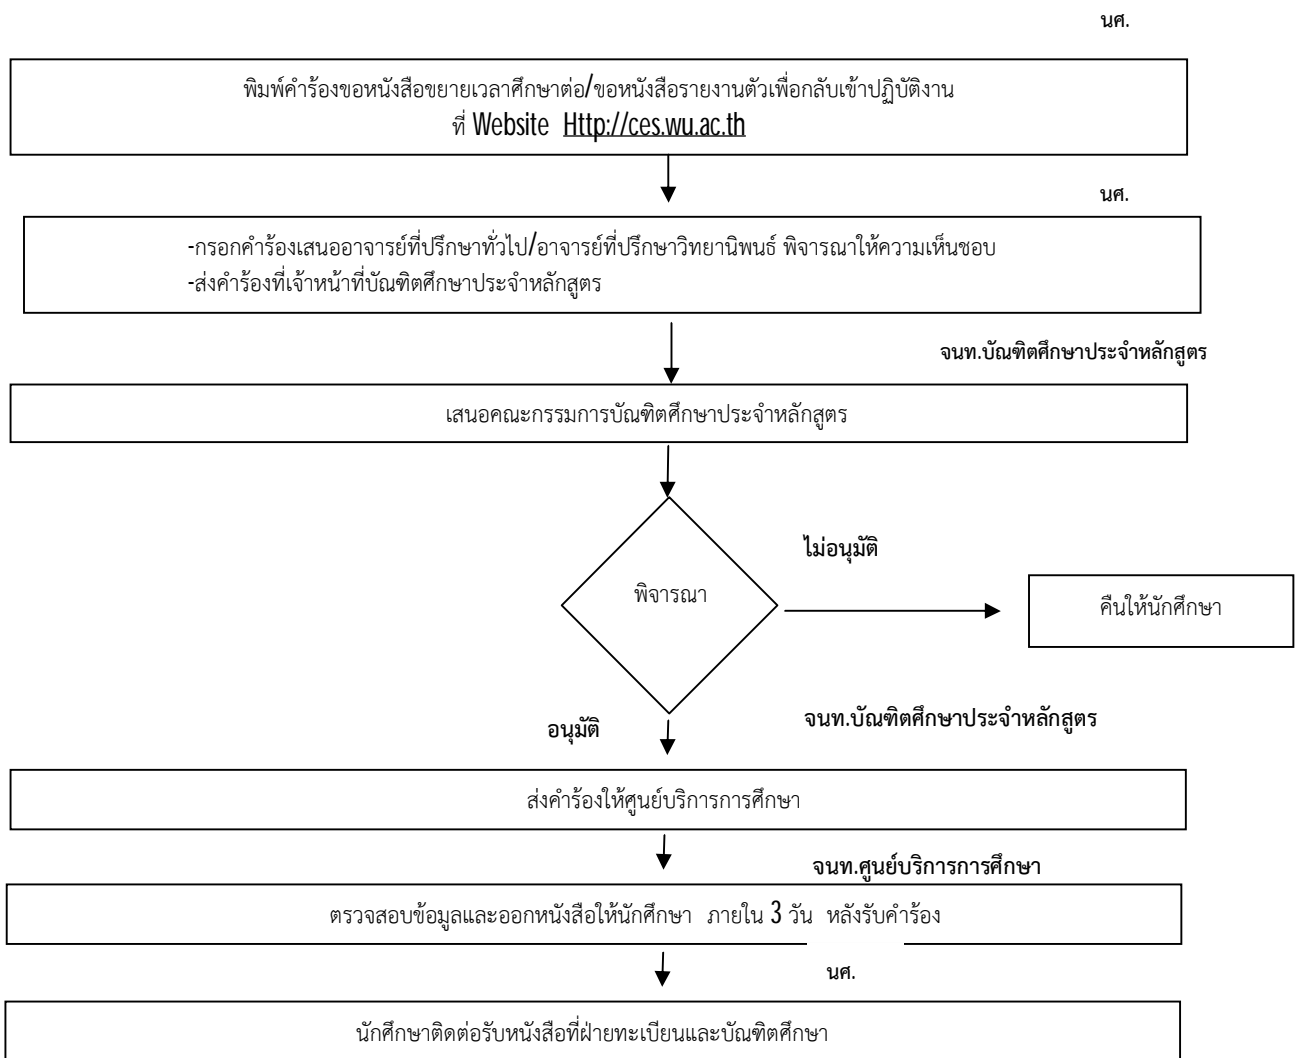 นศ.
พิมพ์คำร้องขอหนังสือขยายเวลาศึกษาต่อ/ขอหนังสือรายงานตัวเพื่อกลับเข้าปฏิบัติงาน
ที่ Website Http://ces.wu.ac.th
นศ.
-กรอกคำร้องเสนออาจารย์ที่ปรึกษาทั่วไป/อาจารย์ที่ปรึกษาวิทยานิพนธ์ พิจารณาให้ความเห็นชอบ
-ส่งคำร้องที่เจ้าหน้าที่บัณฑิตศึกษาประจำหลักสูตร
จนท.บัณฑิตศึกษาประจำหลักสูตร
เสนอคณะกรรมการบัณฑิตศึกษาประจำหลักสูตร
ไม่อนุมัติ
พิจารณา
คืนให้นักศึกษา
จนท.บัณฑิตศึกษาประจำหลักสูตร
อนุมัติ
ส่งคำร้องให้ศูนย์บริการการศึกษา
จนท.ศูนย์บริการการศึกษา
ตรวจสอบข้อมูลและออกหนังสือให้นักศึกษา ภายใน 3 วัน หลังรับคำร้อง
นศ.
นักศึกษาติดต่อรับหนังสือที่ฝ่ายทะเบียนและบัณฑิตศึกษา